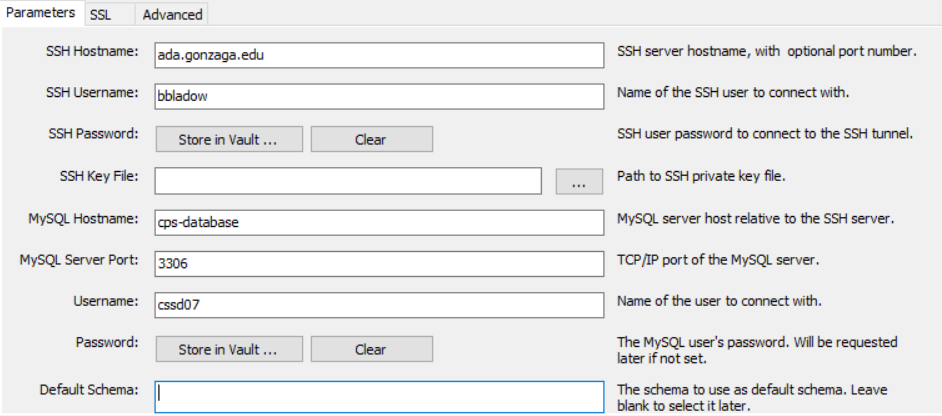 Parameters SSL Advanced
SSH Hostname: ada.gonzaga.edu SSH server hostname, with optional port number.
SSH Username: bbladow Name of the SSH user to connect with.
SSH Password: Store in Vault ... Clear SSH user password to connect to the SSH tunnel.
SSH Key File: ... Path to SSH private key file.
MySQL Hostname: cps-database MySQL server host relative to the SSH server.
MySQL Server Port: 3306 TCP/IP port of the MySQL server.
Username: cssd07 Name of the user to connect with.
Password: Store in Vault ... Clear The MySQL user's password. Will be requested
later if not set.
Default Schema: The schema to use as default schema. Leave
blank to select it later.